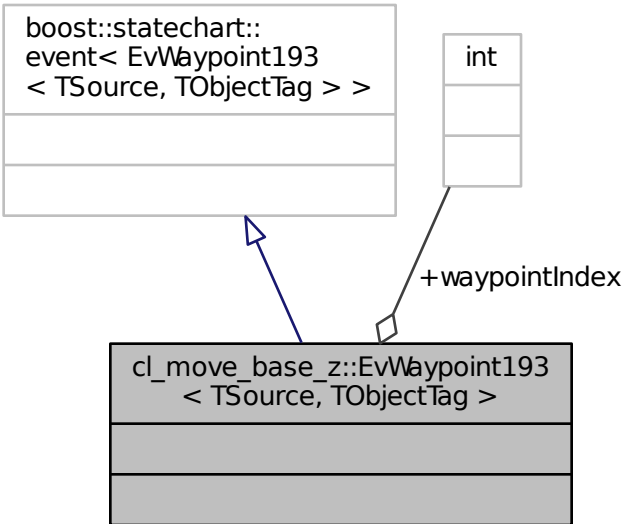 boost::statechart::
event< EvWaypoint193
< TSource, TObjectTag > >
int
+waypointIndex
cl_move_base_z::EvWaypoint193
< TSource, TObjectTag >